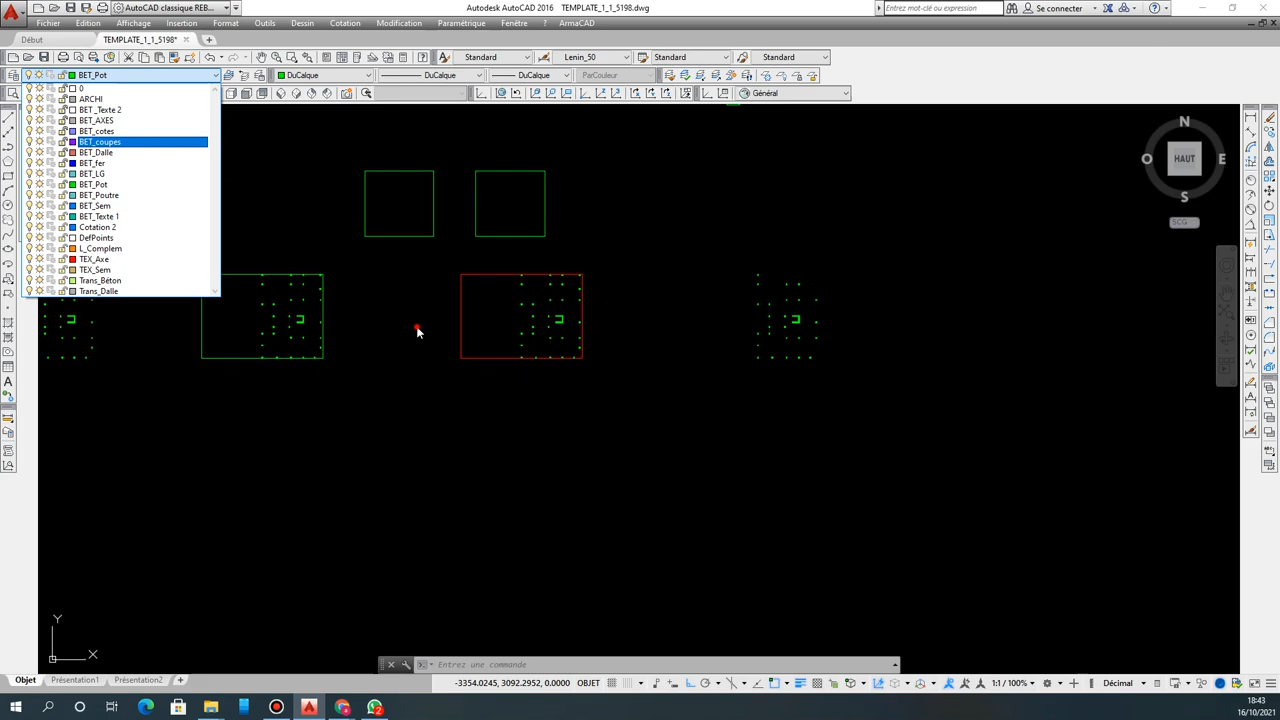 AutoCAD classique REB...
Autodesk AutoCAD 2016 TEMPLATE_1_1_5198.dwg
Entrez mot-clé ou expression
Se connecter
Fichier Edition Affichage Insertion Format Outils Dessin Cotation Modification Paramétrique Fenêtre ? ArmaCAD
Début TEMPLATE_1_1_5198*
Standard Lenin_50 Standard Standard
BET_Pot DuCalque DuCalque DuCalque ParCouleur
Général
0
ARCHI
BET_Texte 2
BET_AXES
BET_cotes
BET_coupes
BET_Dalle
BET_fer
BET_LG
BET_Pot
BET_Poutre
BET_Sem
BET_Texte 1
Cotation 2
DefPoints
L_Complem
TEX_Axe
TEX_Sem
Trans_Béton
Trans_Dalle
N
O HAUT E
S
SCG
Y
X
Entrez une commande
Objet Présentation1 Présentation2 +
-3354.0245, 3092.2952, 0.0000 OBJET 1:1 / 100% Décimal
18:43
16/10/2021